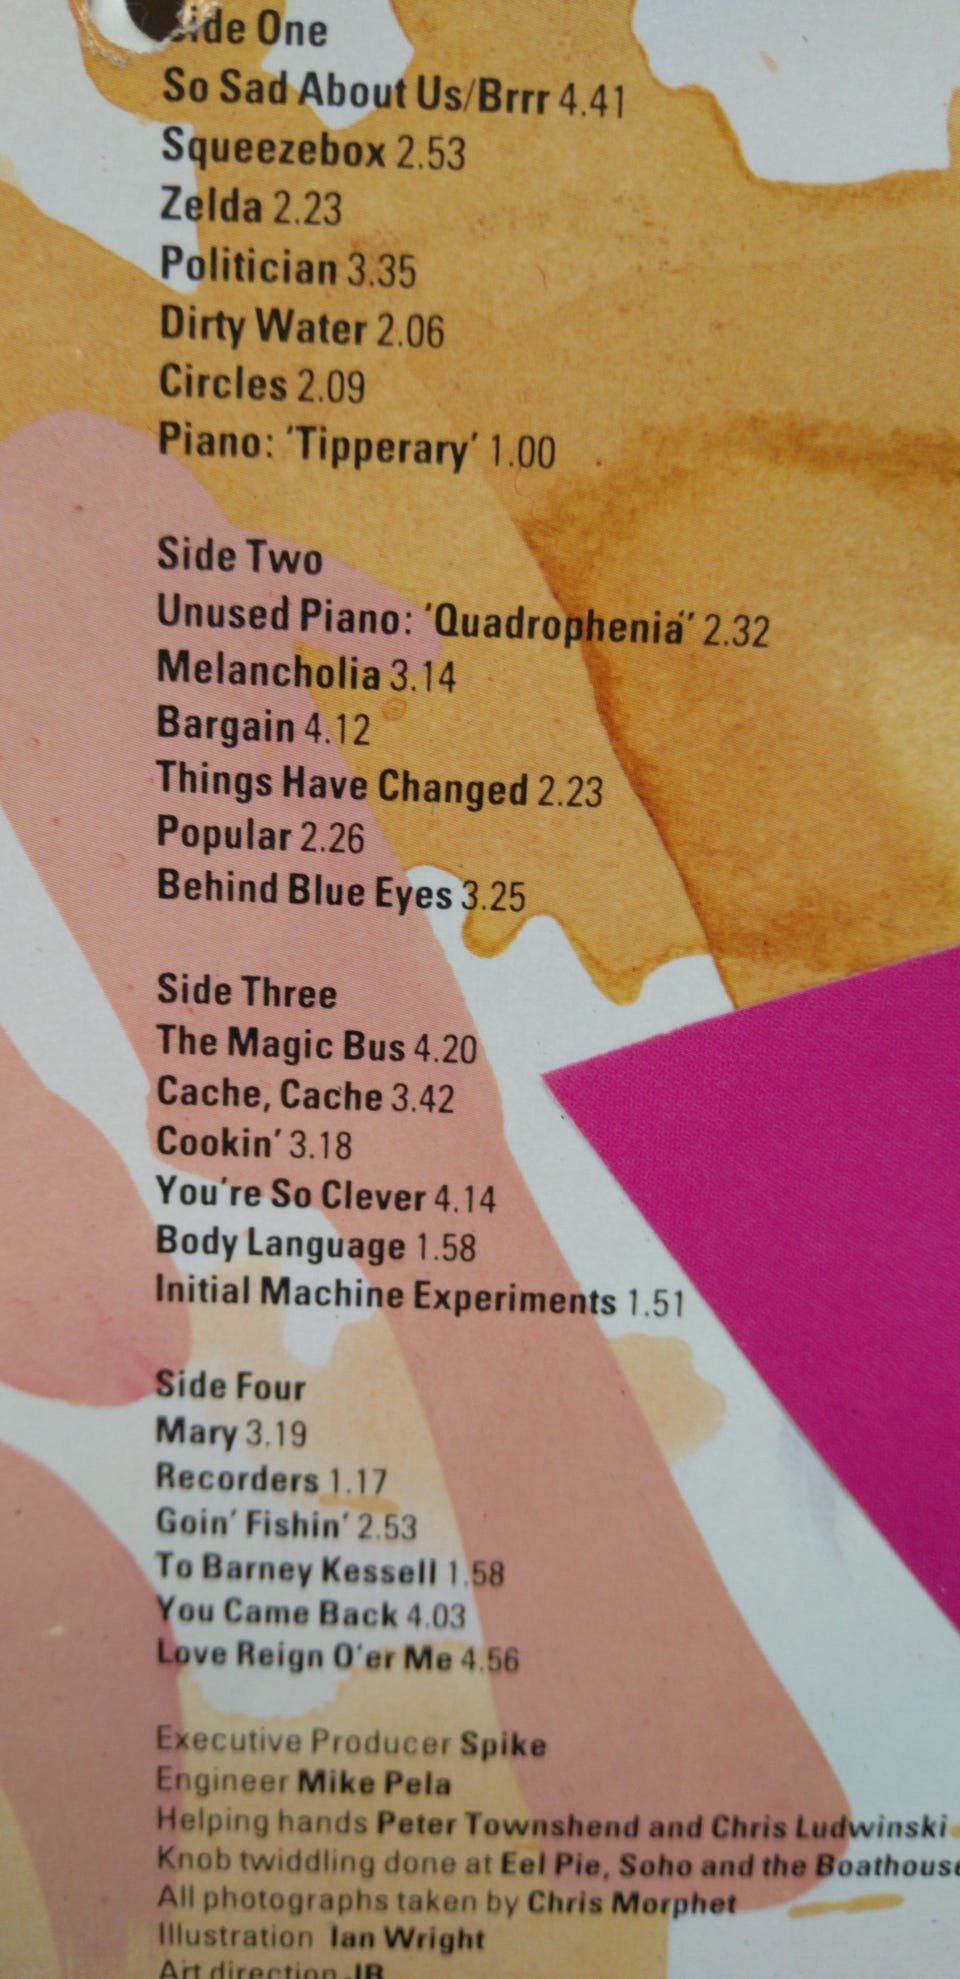 Side One
So Sad About Us/Brrr 4.41
Squeezebox 2.53
Zelda 2.23
Politician 3.35
Dirty Water 2.06
Circles 2.09
Piano: 'Tipperary' 1.00
Side Two
Unused Piano: 'Quadrophenia' 2.32
Melancholia 3.14
Bargain 4.12
Things Have Changed 2.23
Popular 2.26
Behind Blue Eyes 3.25
Side Three
The Magic Bus 4.20
Cache, Cache 3.42
Cookin' 3.18
You're So Clever 4.14
Body Language 1.58
Initial Machine Experiments 1.51
Side Four
Mary 3.19
Recorders 1.17
Goin' Fishin' 2.53
To Barney Kessell 1.58
You Came Back 4.03
Love Reign O'er Me 4.56
Executive Producer Spike
Engineer Mike Pela
Helping hands Peter Townshend and Chris Ludwinski
Knob twiddling done at Eel Pie, Soho and the Boathouse
All photographs taken by Chris Morphet
Illustration Ian Wright
Art direction JB